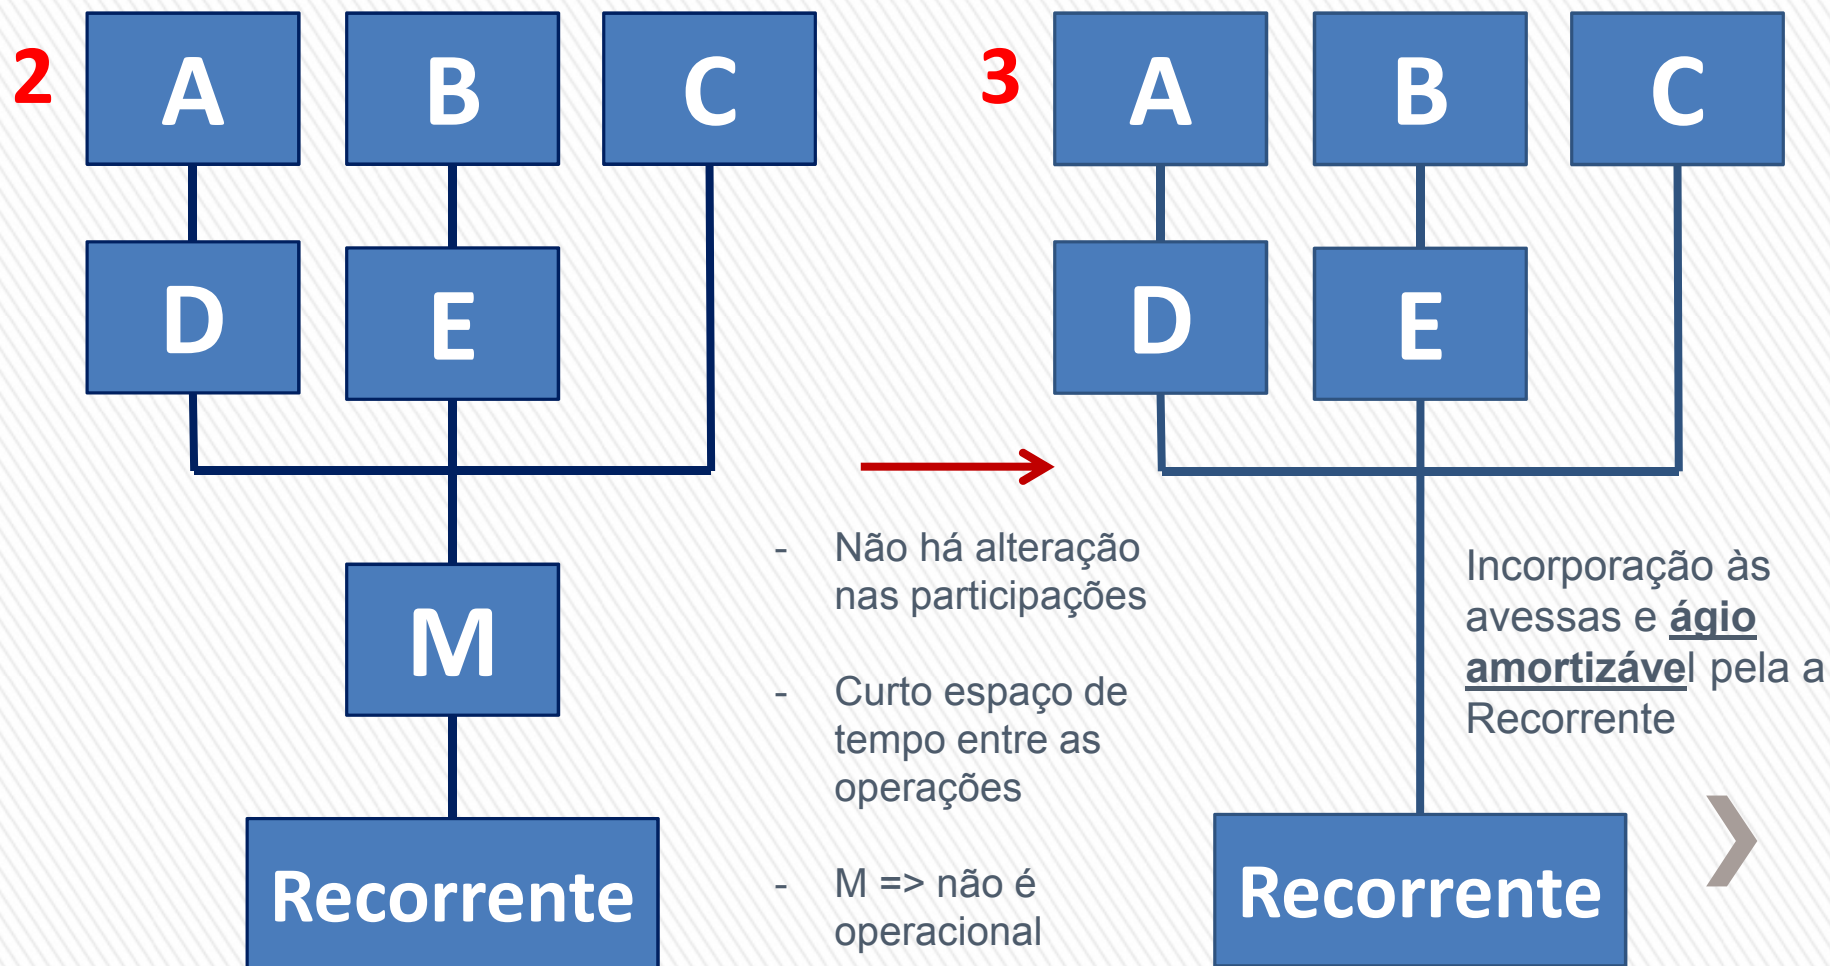 2
A
B
C
D
E
M
Recorrente
- Não há alteração
nas participações
- Curto espaço de
tempo entre as
operações
- M => não é
operacional
3
A
B
C
D
E
Incorporação às
avessas e ágio
amortizável pela a
Recorrente
Recorrente